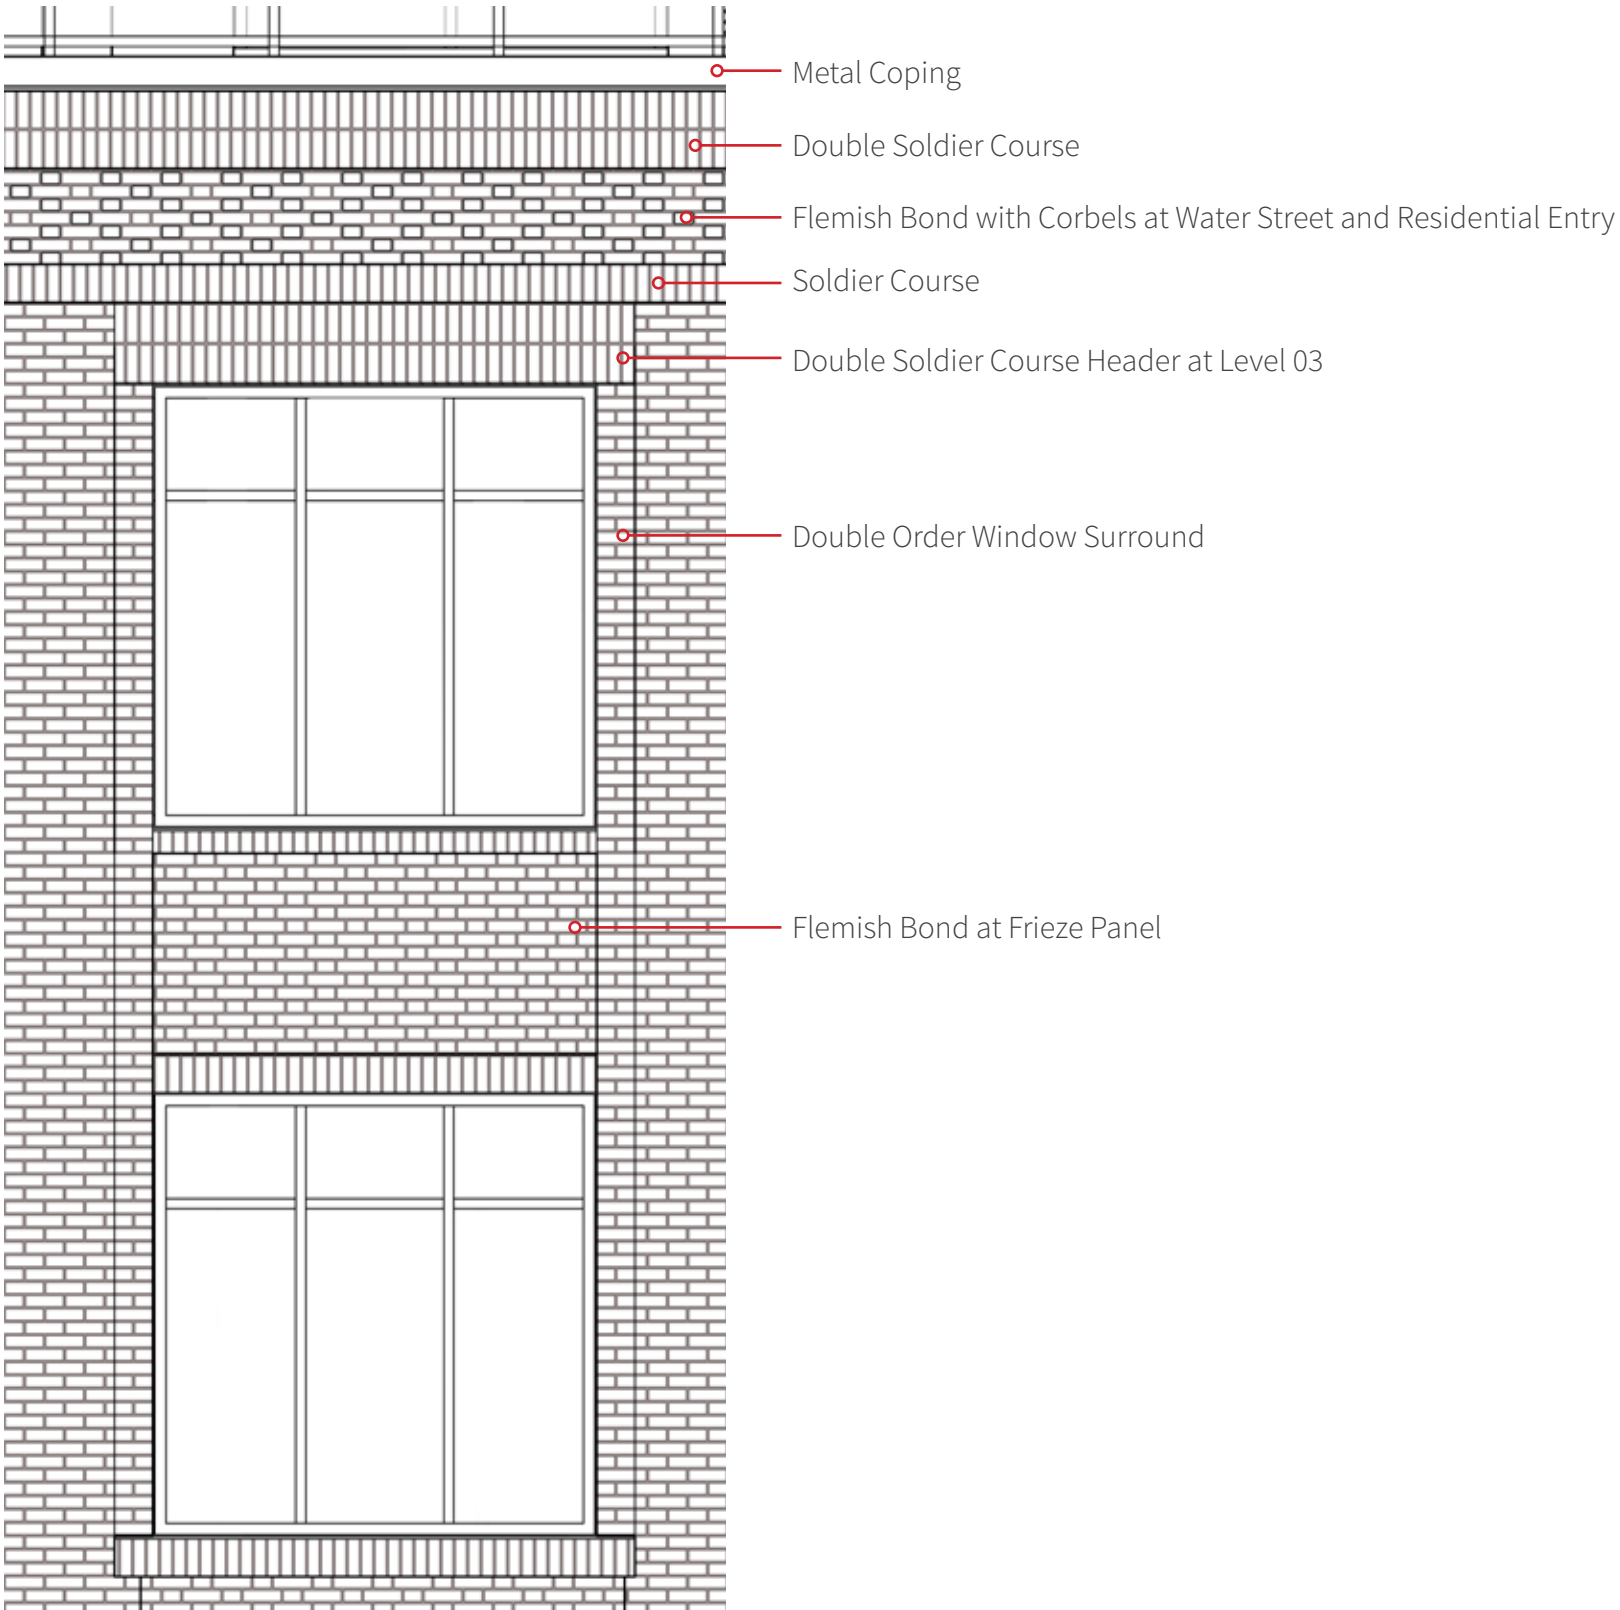 Metal Coping
Double Soldier Course
Flemish Bond with Corbels at Water Street and Residential Entry
Soldier Course
Double Soldier Course Header at Level 03
Double Order Window Surround
Flemish Bond at Frieze Panel